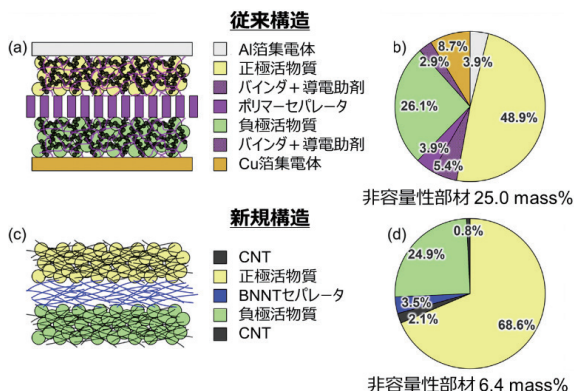 従来構造
(a)
Al箔集電体
正極活物質
バインダ+導電助剤
ポリマーセパレータ
負極活物質
バインダ+導電助剤
Cu箔集電体
(b)
8.7%
3.9%
2.9%
26.1%
48.9%
3.9%
5.4%
非容量性部材 25.0 mass%
新規構造
(c)
CNT
正極活物質
BNNTセパレータ
負極活物質
CNT
(d)
0.8%
24.9%
3.5%
2.1%
68.6%
非容量性部材 6.4 mass%